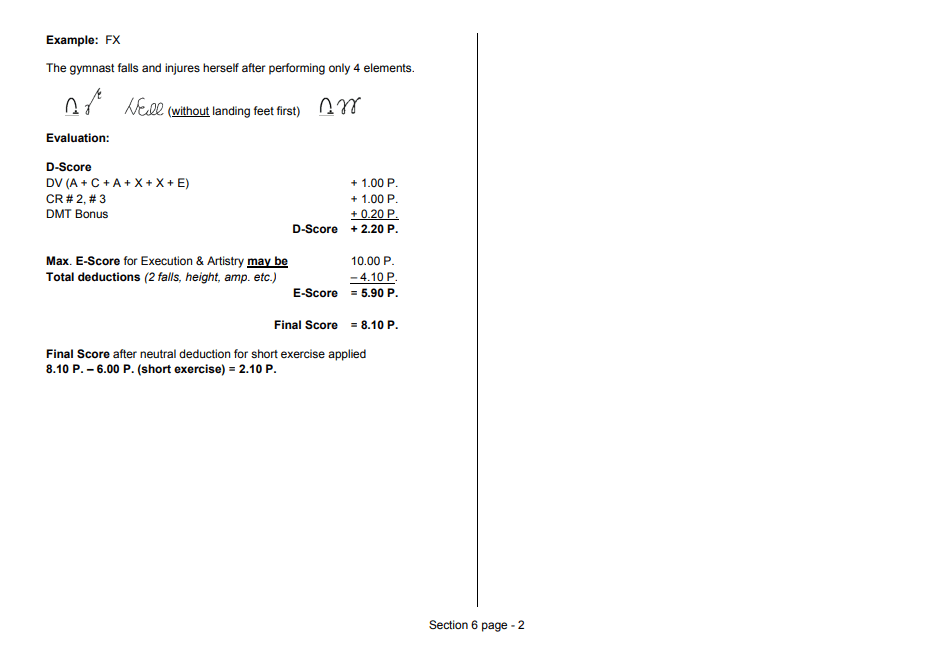 Example: FX
The gymnast falls and injures herself after performing only 4 elements.
(without landing feet first)
Evaluation:
D-Score
DV (A + C + A + X + X + E) + 1.00 P.
CR # 2, # 3 + 1.00 P.
DMT Bonus + 0.20 P.
D-Score + 2.20 P.
Max. E-Score for Execution & Artistry may be 10.00 P.
Total deductions (2 falls, height, amp. etc.) – 4.10 P.
E-Score = 5.90 P.
Final Score = 8.10 P.
Final Score after neutral deduction for short exercise applied
8.10 P. – 6.00 P. (short exercise) = 2.10 P.
Section 6 page - 2